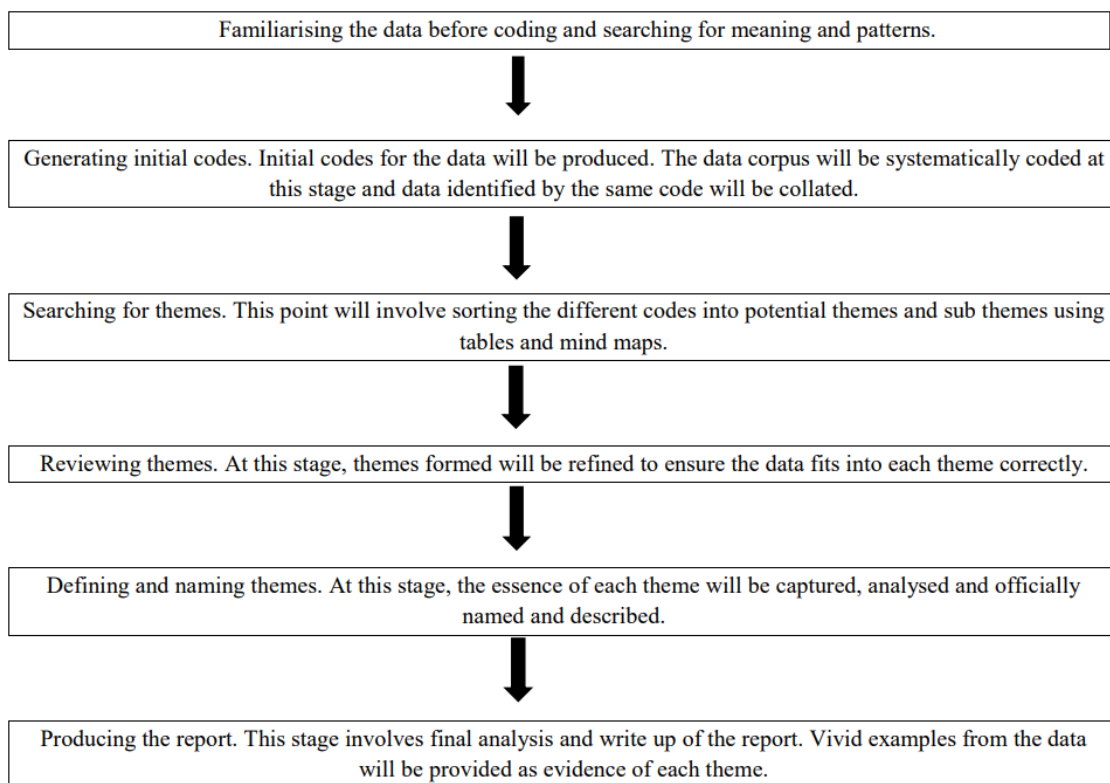 Familiarising the data before coding and searching for meaning and patterns.
Generating initial codes. Initial codes for the data will be produced. The data corpus will be systematically coded at
this stage and data identified by the same code will be collated.
Searching for themes. This point will involve sorting the different codes into potential themes and sub themes using
tables and mind maps.
Reviewing themes. At this stage, themes formed will be refined to ensure the data fits into each theme correctly.
Defining and naming themes. At this stage, the essence of each theme will be captured, analysed and officially
named and described.
Producing the report. This stage involves final analysis and write up of the report. Vivid examples from the data
will be provided as evidence of each theme.